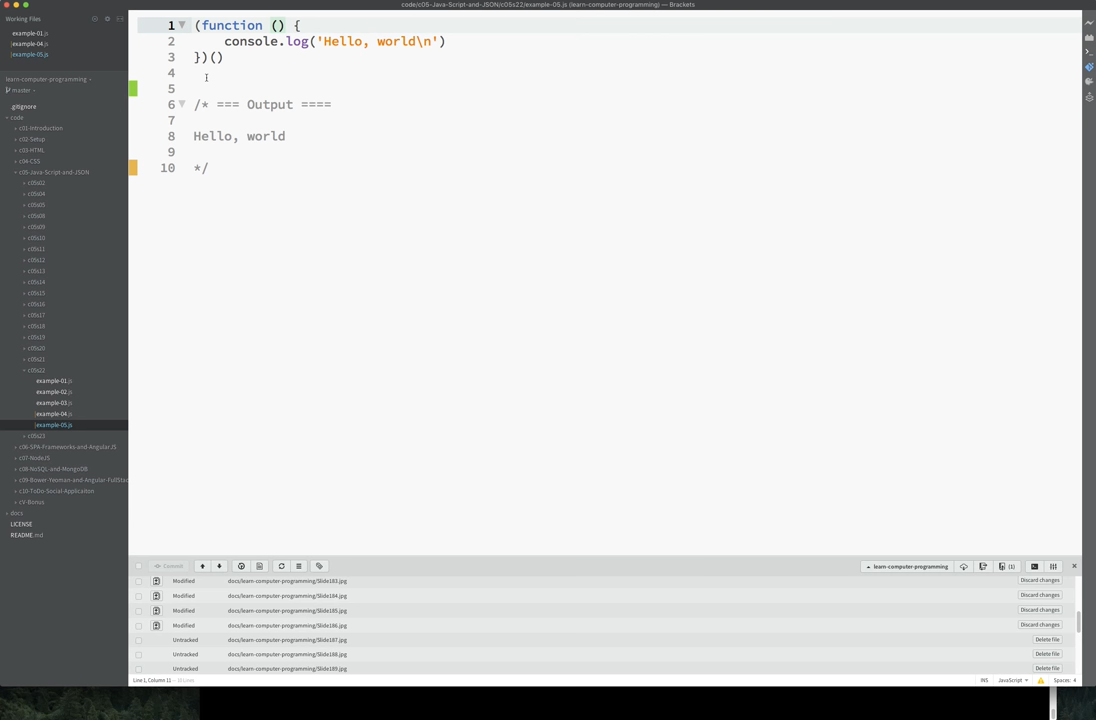 code/c05-Java-Script-and-JSON/c05s22/example-05.js (learn-computer-programming) — Brackets
Working Files
example-01.js
example-04.js
example-05.js
learn-computer-programming
master
.gitignore
code
c01-Introduction
c02-Setup
c03-HTML
c04-CSS
c05-Java-Script-and-JSON
c05s02
c05s04
c05s05
c05s08
c05s09
c05s10
c05s11
c05s12
c05s13
c05s14
c05s15
c05s16
c05s17
c05s18
c05s19
c05s20
c05s21
c05s22
example-01.js
example-02.js
example-03.js
example-04.js
example-05.js
c05s23
c06-SPA-Frameworks-and-AngularJS
c07-NodeJS
c08-NoSQL-and-MongoDB
c09-Bower-Yeoman-and-Angular-FullStac
c10-ToDo-Social-Applicaiton
cV-Bonus
docs
LICENSE
README.md
1 (function () {
2 console.log('Hello, world\n')
3 })()
4
5
6 /* === Output ====
7
8 Hello, world
9
10 */
Commit
learn-computer-programming
(1)
Modified docs/learn-computer-programming/Slide183.jpg Discard changes
Modified docs/learn-computer-programming/Slide184.jpg Discard changes
Modified docs/learn-computer-programming/Slide185.jpg Discard changes
Modified docs/learn-computer-programming/Slide186.jpg Discard changes
Untracked docs/learn-computer-programming/Slide187.jpg Delete file
Untracked docs/learn-computer-programming/Slide188.jpg Delete file
Untracked docs/learn-computer-programming/Slide189.jpg Delete file
Line 1, Column 11 — 10 Lines
INS JavaScript Spaces: 4